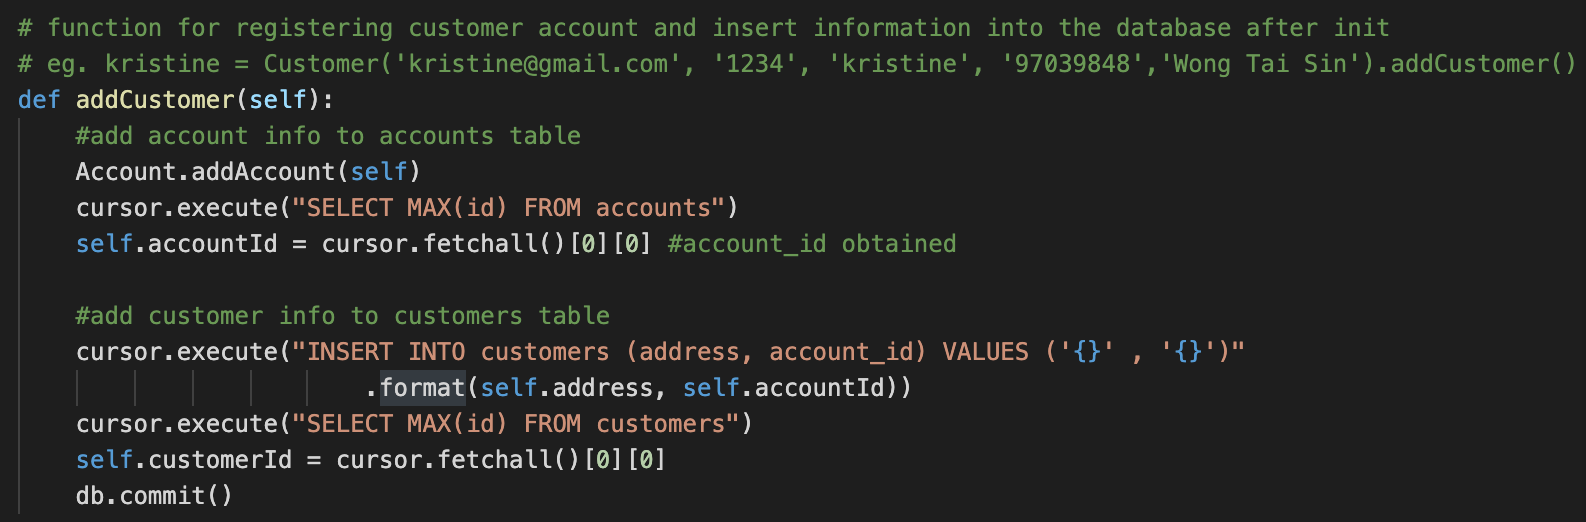 # function for registering customer account and insert information into the database after init
# eg. kristine = Customer('kristine@gmail.com', '1234', 'kristine', '97039848','Wong Tai Sin').addCustomer()
def addCustomer(self):
    #add account info to accounts table
    Account.addAccount(self)
    cursor.execute("SELECT MAX(id) FROM accounts")
    self.accountId = cursor.fetchall()[0][0] #account_id obtained

    #add customer info to customers table
    cursor.execute("INSERT INTO customers (address, account_id) VALUES ('{}' , '{}')"
                    .format(self.address, self.accountId))
    cursor.execute("SELECT MAX(id) FROM customers")
    self.customerId = cursor.fetchall()[0][0]
    db.commit()